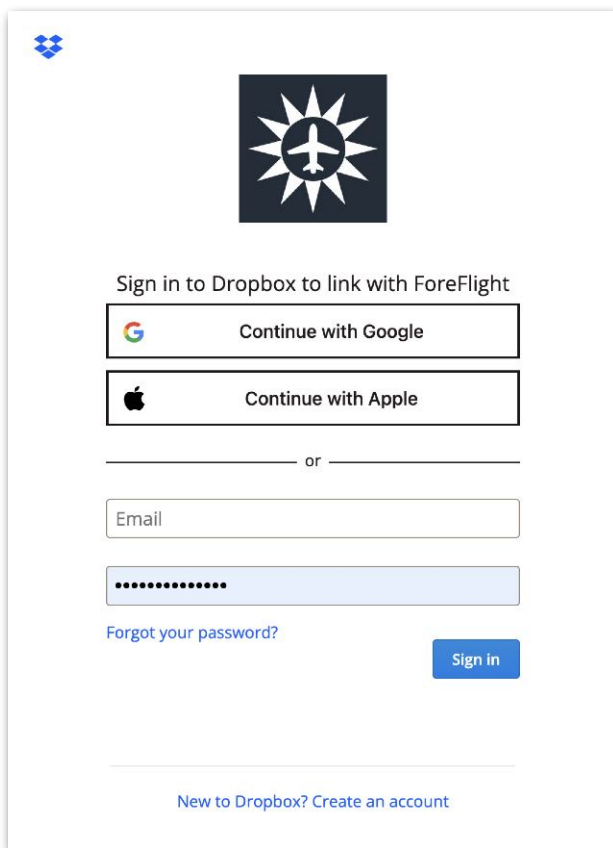 Sign in to Dropbox to link with ForeFlight
Continue with Google
Continue with Apple
or
Email
••••••••••••••
Forgot your password?
Sign in
New to Dropbox? Create an account